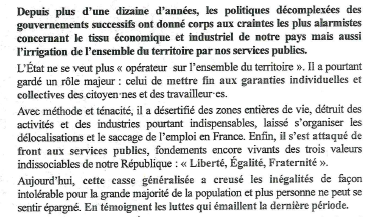 Depuis plus d'une dizaine d'années, les politiques décomplexées des
gouvernements successifs ont donné corps aux craintes les plus alarmistes
concernant le tissu économique et industriel de notre pays mais aussi
l'irrigation de l'ensemble du territoire par nos services publics.
L'État ne se veut plus « opérateur sur l'ensemble du territoire ». Il a pourtant
gardé un rôle majeur : celui de mettre fin aux garanties individuelles et
collectives des citoyen·nes et des travailleur·es.
Avec méthode et ténacité, il a désertifié des zones entières de vie, détruit des
activités et des industries pourtant indispensables, laissé s'organiser les
délocalisations et le saccage de l'emploi en France. Enfin, il s'est attaqué de
front aux services publics, fondements encore vivants des trois valeurs
indissociables de notre République : « Liberté, Égalité, Fraternité ».
Aujourd'hui, cette casse généralisée a creusé les inégalités de façon
intolérable pour la grande majorité de la population et plus personne ne peut se
sentir épargné. En témoignent les luttes qui émaillent la dernière période.